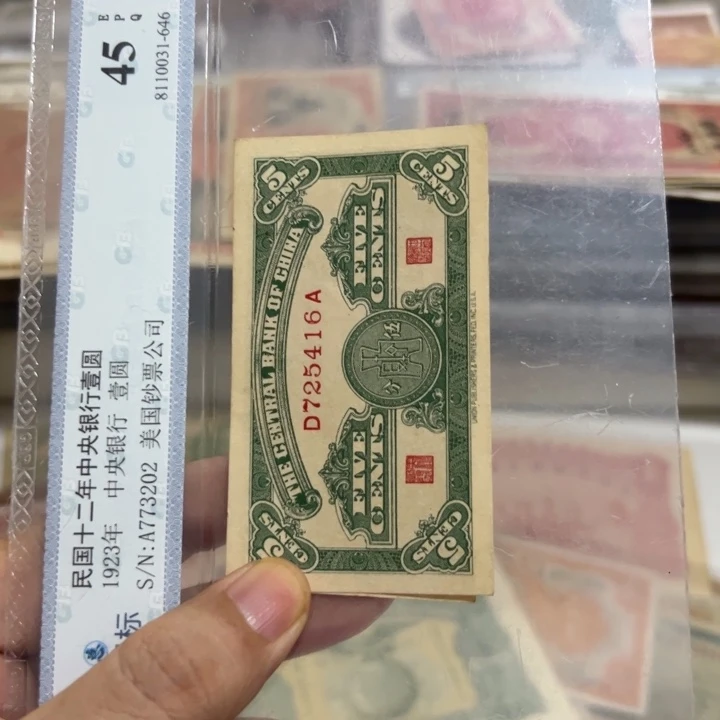 民国十二年中央银行壹圆
1923年 中央银行 壹圆
S/N:A773202 美国钞票公司
45
E P Q
8110031-646
标
5
CENTS
5
CENTS
THE CENTRAL BANK OF CHINA
D725416A
FIVE
CENTS
FIVE
CENTS
伍
分
5
CENTS
5
CENTS